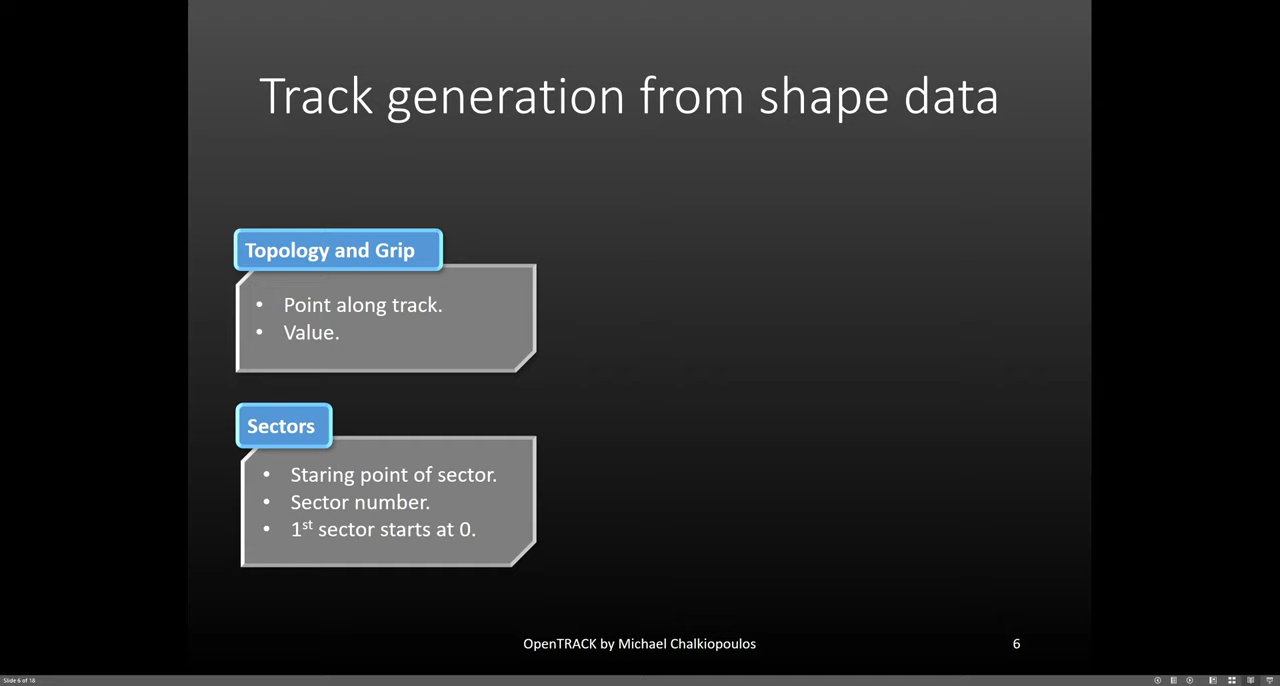 Track generation from shape data
Topology and Grip
• Point along track.
• Value.
Sectors
• Staring point of sector.
• Sector number.
• 1st sector starts at 0.
OpenTRACK by Michael Chalkiopoulos
6
Slide 6 of 18